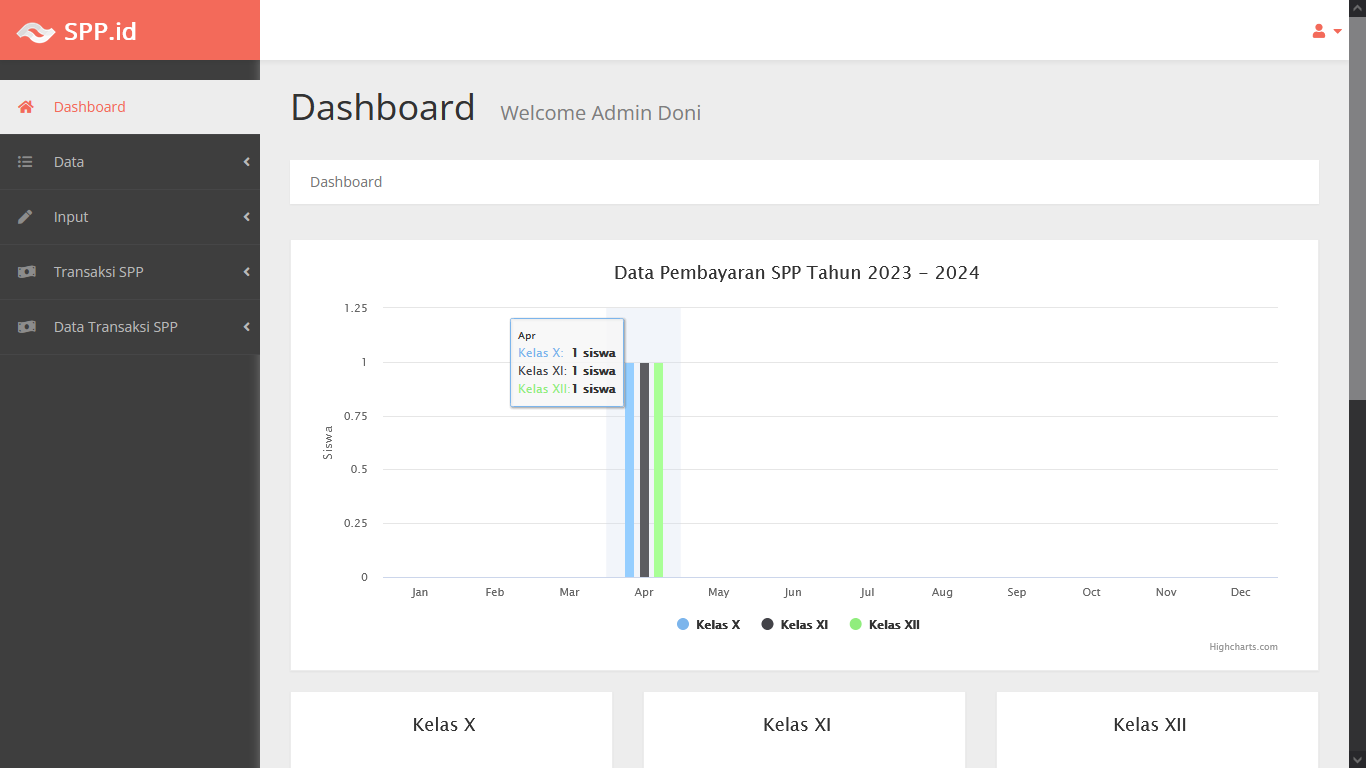 SPP.id
Dashboard
Data
Input
Transaksi SPP
Data Transaksi SPP
Dashboard Welcome Admin Doni
Dashboard
Data Pembayaran SPP Tahun 2023 - 2024
Siswa
1.25
1
0.75
0.5
0.25
0
Apr
Kelas X: 1 siswa
Kelas XI: 1 siswa
Kelas XII: 1 siswa
Jan Feb Mar Apr May Jun Jul Aug Sep Oct Nov Dec
Kelas X Kelas XI Kelas XII
Highcharts.com
Kelas X Kelas XI Kelas XII